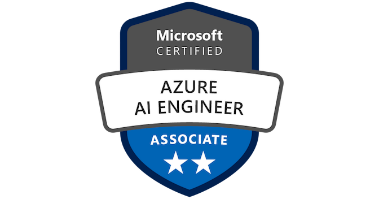 Microsoft
CERTIFIED
AZURE
AI ENGINEER
ASSOCIATE